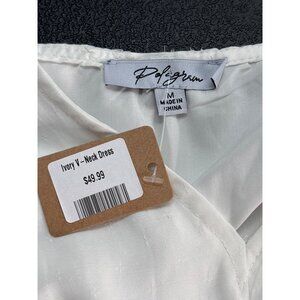 Polagram
M
MADE IN
CHINA
Ivory V-Neck Dress
$49.99